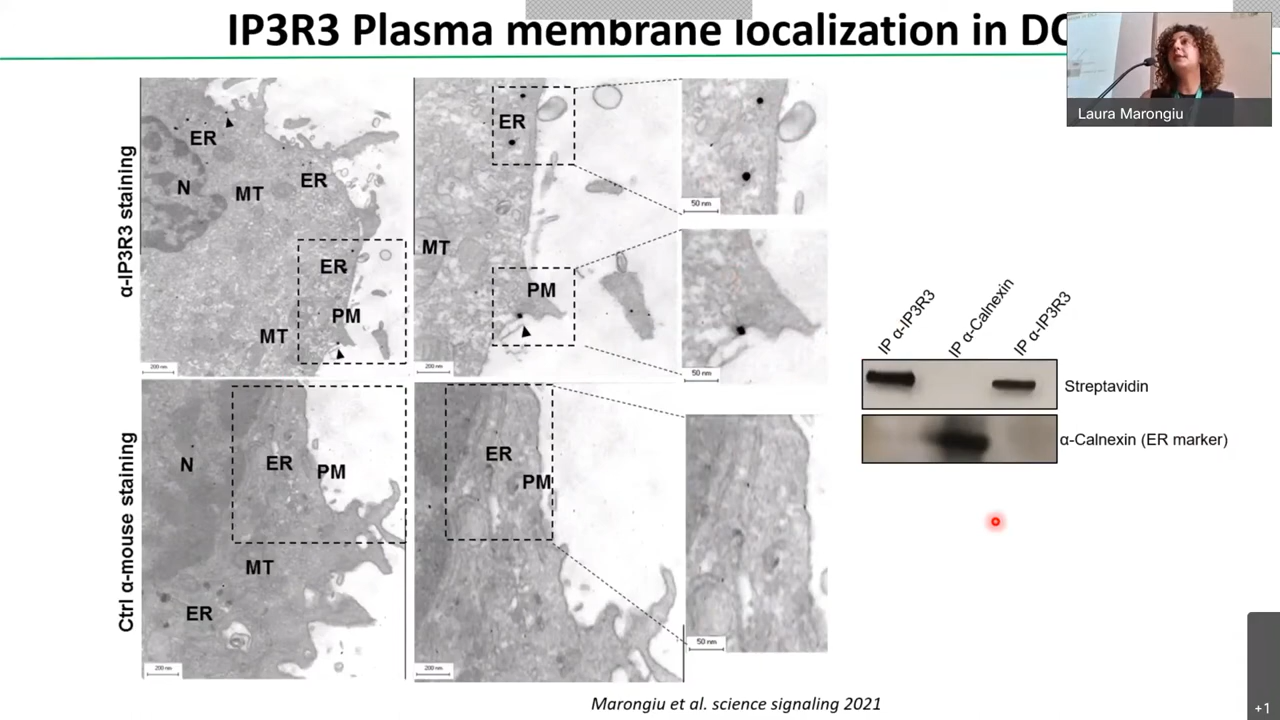 IP3R3 Plasma membrane localization in DC
Laura Marongiu
α-IP3R3 staining
ER
N
MT
ER
ER
PM
MT
200 nm
ER
MT
PM
200 nm
50 nm
50 nm
Ctrl α-mouse staining
N
ER
PM
MT
ER
200 nm
ER
PM
200 nm
50 nm
IP α-IP3R3
IP α-Calnexin
IP α-IP3R3
Streptavidin
α-Calnexin (ER marker)
Marongiu et al. science signaling 2021
+1